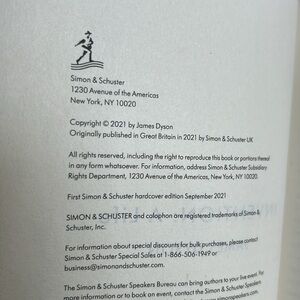 Simon & Schuster
1230 Avenue of the Americas
New York, NY 10020
Copyright © 2021 by James Dyson
Originally published in Great Britain in 2021 by Simon & Schuster UK
All rights reserved, including the right to reproduce this book or portions thereof
in any form whatsoever. For information, address Simon & Schuster Subsidiary
Rights Department, 1230 Avenue of the Americas, New York, NY 10020.
First Simon & Schuster hardcover edition September 2021
SIMON & SCHUSTER and colophon are registered trademarks of Simon &
Schuster, Inc.
For information about special discounts for bulk purchases, please contact
Simon & Schuster Special Sales at 1-866-506-1949 or
business@simonandschuster.com.
The Simon & Schuster Speakers Bureau can bring authors to your live event. For
more information or to book an event, contact the Simon & Schuster Speakers